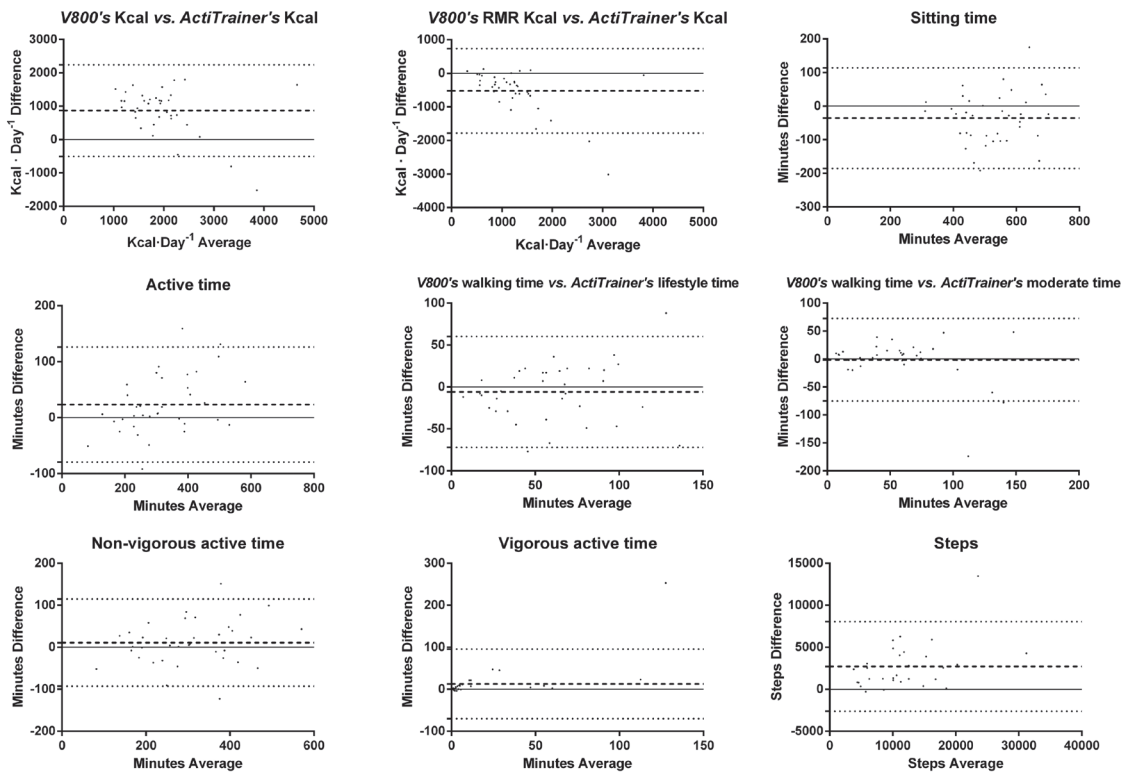 V800's Kcal vs. ActiTrainer's Kcal
3000
2000
1000
0
-1000
-2000
Kcal · Day-1 Difference
0 1000 2000 3000 4000 5000
Kcal·Day-1 Average
V800's RMR Kcal vs. ActiTrainer's Kcal
1000
0
-1000
-2000
-3000
-4000
Kcal · Day-1 Difference
0 1000 2000 3000 4000 5000
Kcal·Day-1 Average
Sitting time
200
100
0
-100
-200
-300
Minutes Difference
0 200 400 600 800
Minutes Average
Active time
200
100
0
-100
Minutes Difference
0 200 400 600 800
Minutes Average
V800's walking time vs. ActiTrainer's lifestyle time
100
50
0
-50
-100
Minutes Difference
0 50 100 150
Minutes Average
V800's walking time vs. ActiTrainer's moderate time
100
50
0
-50
-100
-150
-200
Minutes Difference
0 50 100 150 200
Minutes Average
Non-vigorous active time
200
100
0
-100
-200
Minutes Difference
0 200 400 600
Minutes Average
Vigorous active time
300
200
100
0
-100
Minutes Difference
0 50 100 150
Minutes Average
Steps
15000
10000
5000
0
-5000
Steps Difference
0 10000 20000 30000 40000
Steps Average